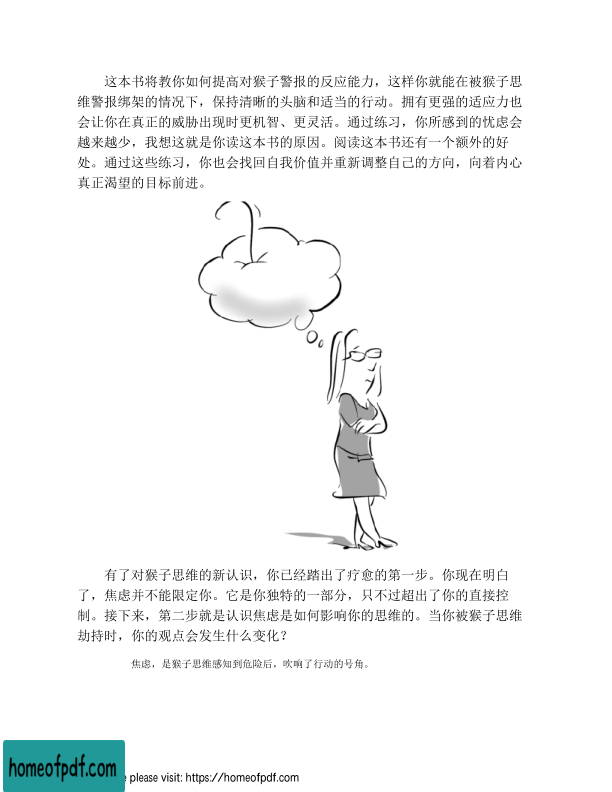 这本书将教你如何提高对猴子警报的反应能力，这样你就能在被猴子思
维警报绑架的情况下，保持清晰的头脑和适当的行动。拥有更强的适应力也
会让你在真正的威胁出现时更机智、更灵活。通过练习，你所感到的忧虑会
越来越少，我想这就是你读这本书的原因。阅读这本书还有一个额外的好
处。通过这些练习，你也会找回自我价值并重新调整自己的方向，向着内心
真正渴望的目标前进。
有了对猴子思维的新认识，你已经踏出了疗愈的第一步。你现在明白
了，焦虑并不能限定你。它是你独特的一部分，只不过超出了你的直接控
制。接下来，第二步就是认识焦虑是如何影响你的思维的。当你被猴子思维
劫持时，你的观点会发生什么变化？
焦虑，是猴子思维感知到危险后，吹响了行动的号角。
homeofpdf.com
e please visit: https://homeofpdf.com